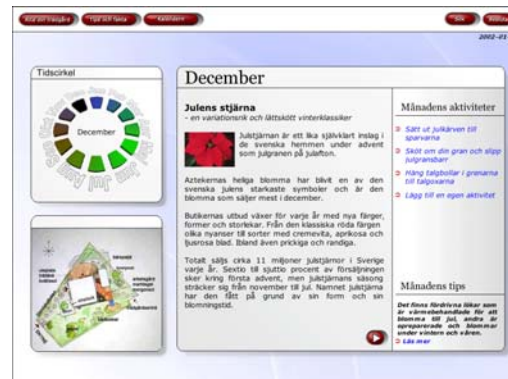 Tips och fakta
Kalendern
Sök
2002-01
Tidscirkel
December
December
Julens stjärna
- en variationsrik och lättskött vinterklassiker
Julstjärnan är ett lika självklart inslag i
de svenska hemmen under advent
som julgranen på julafton.
Aztekernas heliga blomma har blivit en av den
svenska julens starkaste symboler och är den
blomma som säljer mest i december.
Butikernas utbud växer för varje år med nya färger,
former och storlekar. Från den klassiska röda färgen
olika nyanser till sorter med cremevita, aprikosa och
ljusrosa blad. Ibland även prickiga och randiga.
Totalt säljs cirka 11 miljoner julstjärnor i Sverige
varje år. Sextio till sjuttio procent av försäljningen
sker kring första advent, men julstjärnans säsong
sträcker sig från november till jul. Namnet julstjärna
har den fått på grund av sin form och sin
blomningstid.
Månadens aktiviteter
Sätt ut julkärven till
sparvarna
Sköt om din gran och slipp
julgransbarr
Häng talgbollar i grenarna
till talgoxarna
Lägg till en egen aktivitet
Månadens tips
Det finns fördrivna lökar som
är värmebehandlade för att
blomma till jul, andra är
opreparerade och blommar
under vintern och våren.
Läs mer